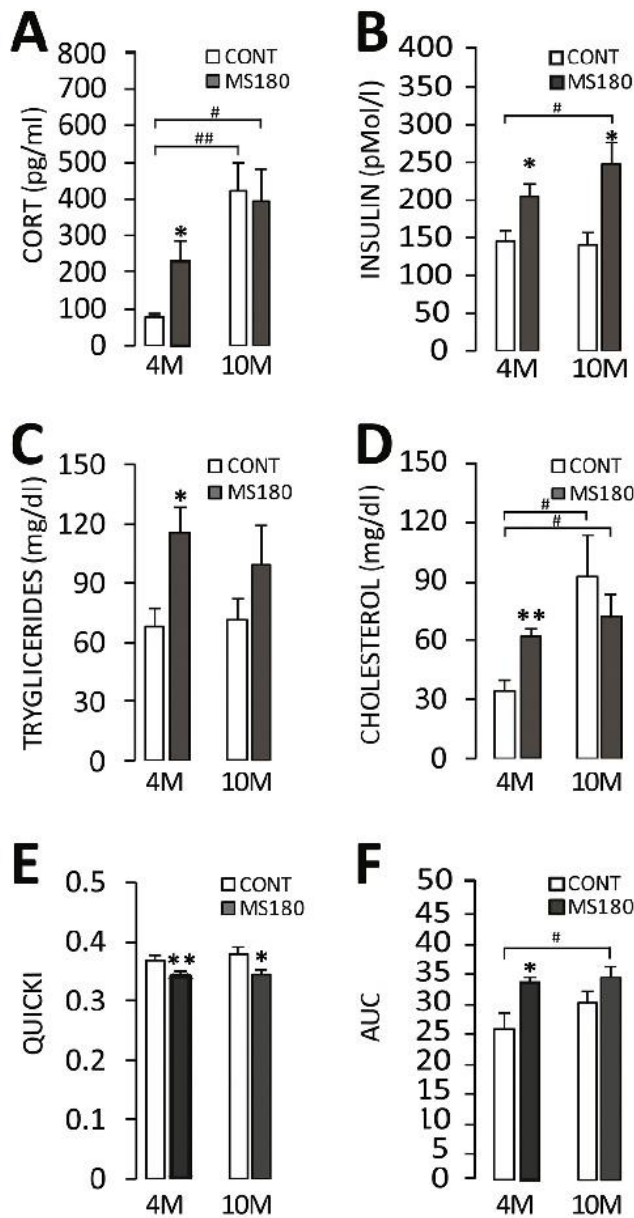 A
CORT (pg/ml)
800
700
600
500
400
300
200
100
0
CONT
MS180
#
##
*
4M 10M
B
INSULIN (pMol/l)
400
350
300
250
200
150
100
50
0
CONT
MS180
#
*
*
4M 10M
C
TRYGLICERIDES (mg/dl)
150
120
90
60
30
0
CONT
MS180
*
4M 10M
D
CHOLESTEROL (mg/dl)
150
120
90
60
30
0
CONT
MS180
#
#
**
4M 10M
E
QUICKI
0.5
0.4
0.3
0.2
0.1
0
CONT
MS180
**
*
4M 10M
F
AUC
50
45
40
35
30
25
20
15
10
5
0
CONT
MS180
#
*
4M 10M